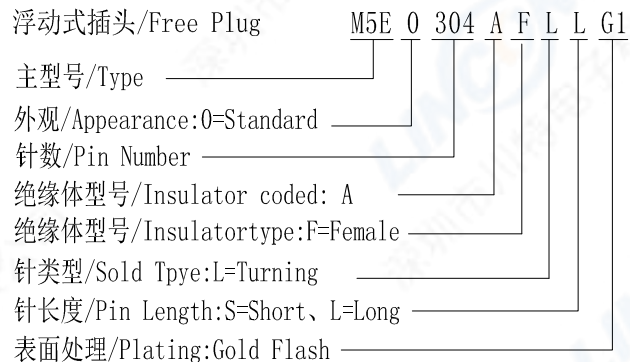 浮动式插头/Free Plug M5E 0 304 A F L L G1
主型号/Type
外观/Appearance:0=Standard
针数/Pin Number
绝缘体型号/Insulator coded: A
绝缘体型号/Insulatortype:F=Female
针类型/Sold Tpye:L=Turning
针长度/Pin Length:S=Short、L=Long
表面处理/Plating:Gold Flash